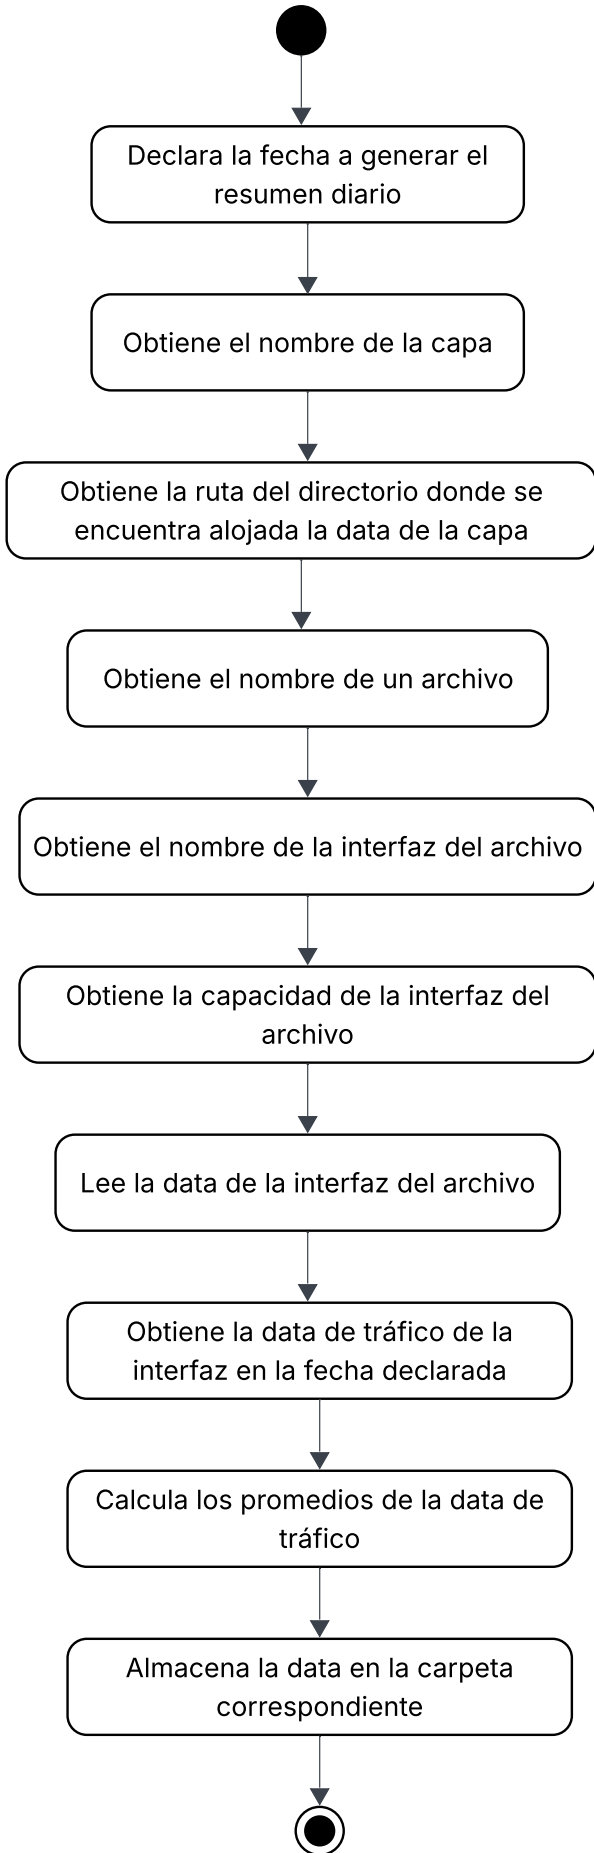 Declara la fecha a generar el
resumen diario
Obtiene el nombre de la capa
Obtiene la ruta del directorio donde se
encuentra alojada la data de la capa
Obtiene el nombre de un archivo
Obtiene el nombre de la interfaz del archivo
Obtiene la capacidad de la interfaz del
archivo
Lee la data de la interfaz del archivo
Obtiene la data de tráfico de la
interfaz en la fecha declarada
Calcula los promedios de la data de
tráfico
Almacena la data en la carpeta
correspondiente